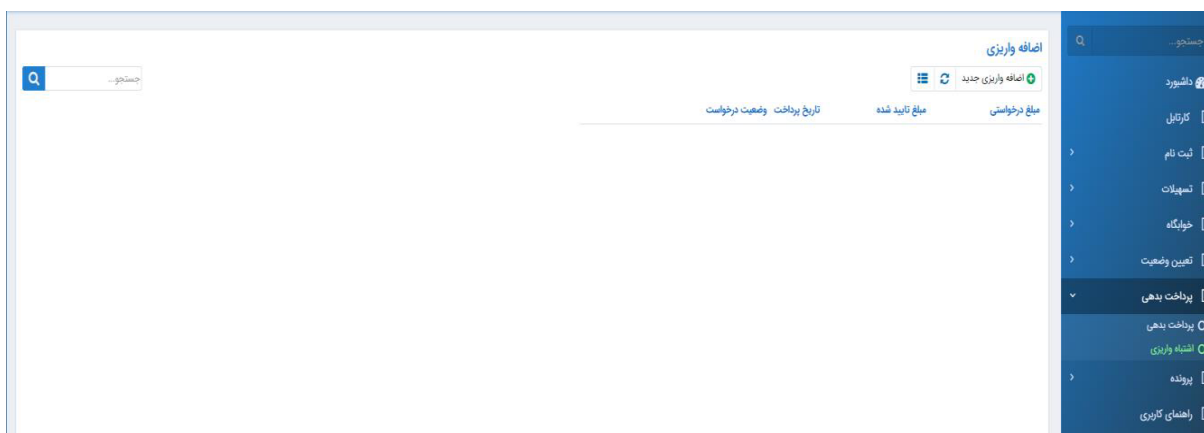 جستجو...
داشبورد
کارتابل
ثبت نام
تسهیلات
خوابگاه
تعیین وضعیت
پرداخت بدهی
پرداخت بدهی
اشتباه واریزی
پرونده
راهنمای کاربری
اضافه واریزی
اضافه واریزی جدید
جستجو...
مبلغ درخواستی مبلغ تایید شده تاریخ پرداخت وضعیت درخواست